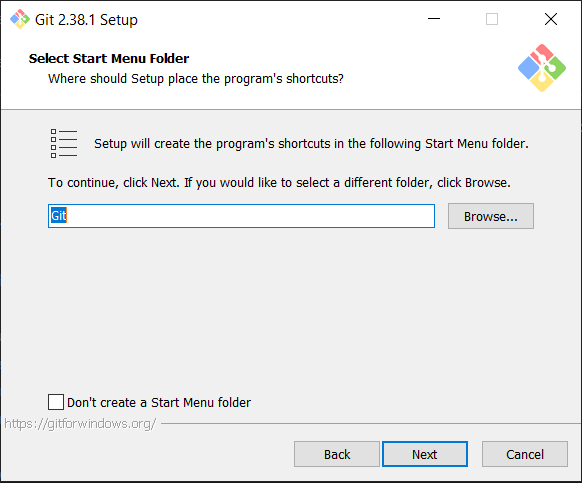 Git 2.38.1 Setup
Select Start Menu Folder
Where should Setup place the program's shortcuts?
Setup will create the program's shortcuts in the following Start Menu folder.
To continue, click Next. If you would like to select a different folder, click Browse.
Git
Browse...
Don't create a Start Menu folder
https://gitforwindows.org/
Back
Next
Cancel